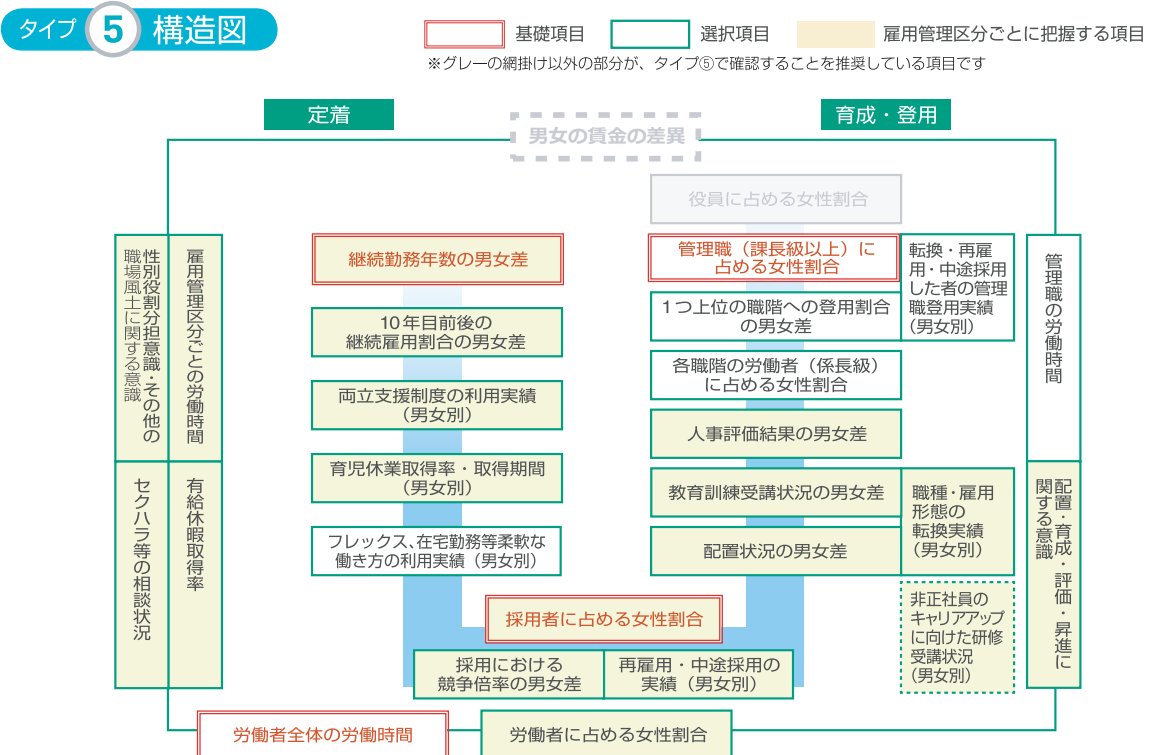 タイプ 5 構造図
基礎項目
選択項目
雇用管理区分ごとに把握する項目
※グレーの網掛け以外の部分が、タイプ⑤で確認することを推奨している項目です
定着
男女の賃金の差異
育成・登用
役員に占める女性割合
性別役割分担意識・その他の
職場風土に関する意識
雇用管理区分ごとの労働時間
セクハラ等の相談状況
有給休暇取得率
継続勤務年数の男女差
10年目前後の
継続雇用割合の男女差
両立支援制度の利用実績
（男女別）
育児休業取得率・取得期間
（男女別）
フレックス、在宅勤務等柔軟な
働き方の利用実績（男女別）
管理職（課長級以上）に
占める女性割合
1つ上位の職階への登用割合
の男女差
各職階の労働者（係長級）
に占める女性割合
人事評価結果の男女差
教育訓練受講状況の男女差
配置状況の男女差
転換・再雇
用・中途採用
した者の管理
職登用実績
（男女別）
職種・雇用
形態の
転換実績
（男女別）
非正社員の
キャリアアップ
に向けた研修
受講状況
（男女別）
管理職の労働時間
配置・育成・評価・昇進に
関する意識
採用者に占める女性割合
採用における
競争倍率の男女差
再雇用・中途採用の
実績（男女別）
労働者全体の労働時間
労働者に占める女性割合